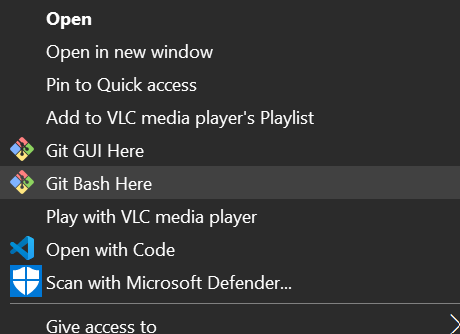 Open
Open in new window
Pin to Quick access
Add to VLC media player's Playlist
Git GUI Here
Git Bash Here
Play with VLC media player
Open with Code
Scan with Microsoft Defender...
Give access to